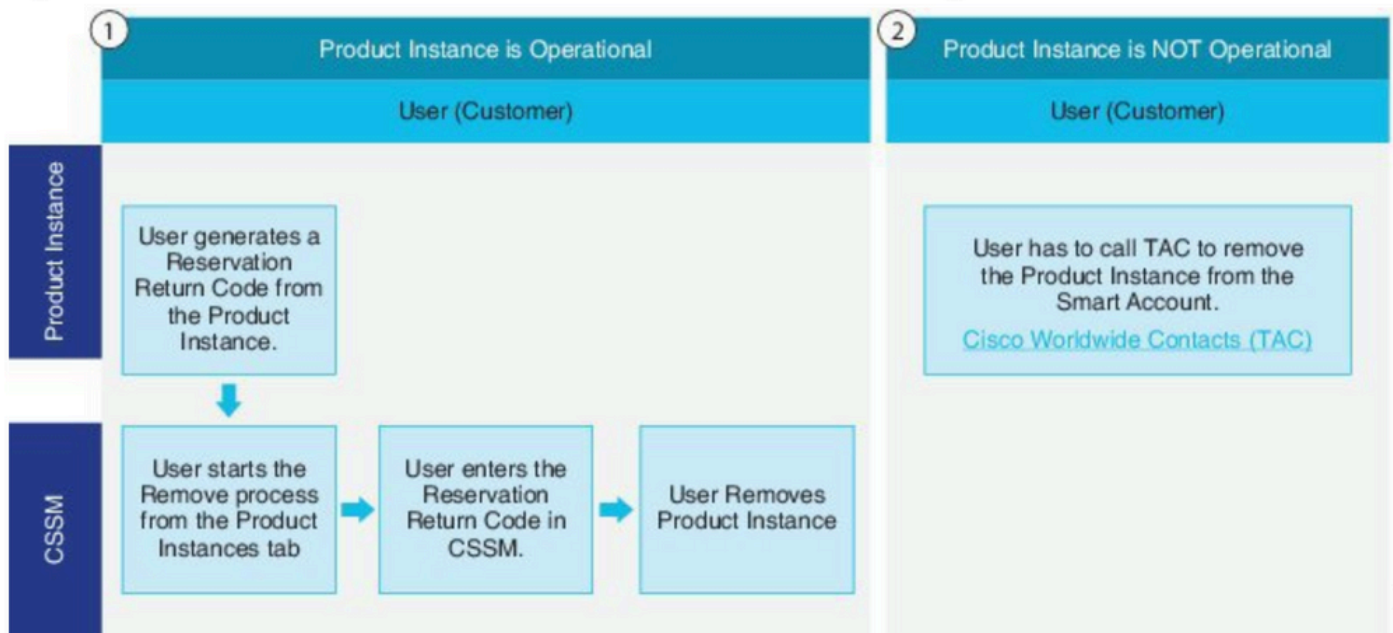 1
Product Instance is Operational
User (Customer)
2
Product Instance is NOT Operational
User (Customer)
Product Instance
User generates a
Reservation
Return Code from
the Product
Instance.
User has to call TAC to remove
the Product Instance from the
Smart Account.
Cisco Worldwide Contacts (TAC)
CSSM
User starts the
Remove process
from the Product
Instances tab
User enters the
Reservation
Return Code in
CSSM.
User Removes
Product Instance